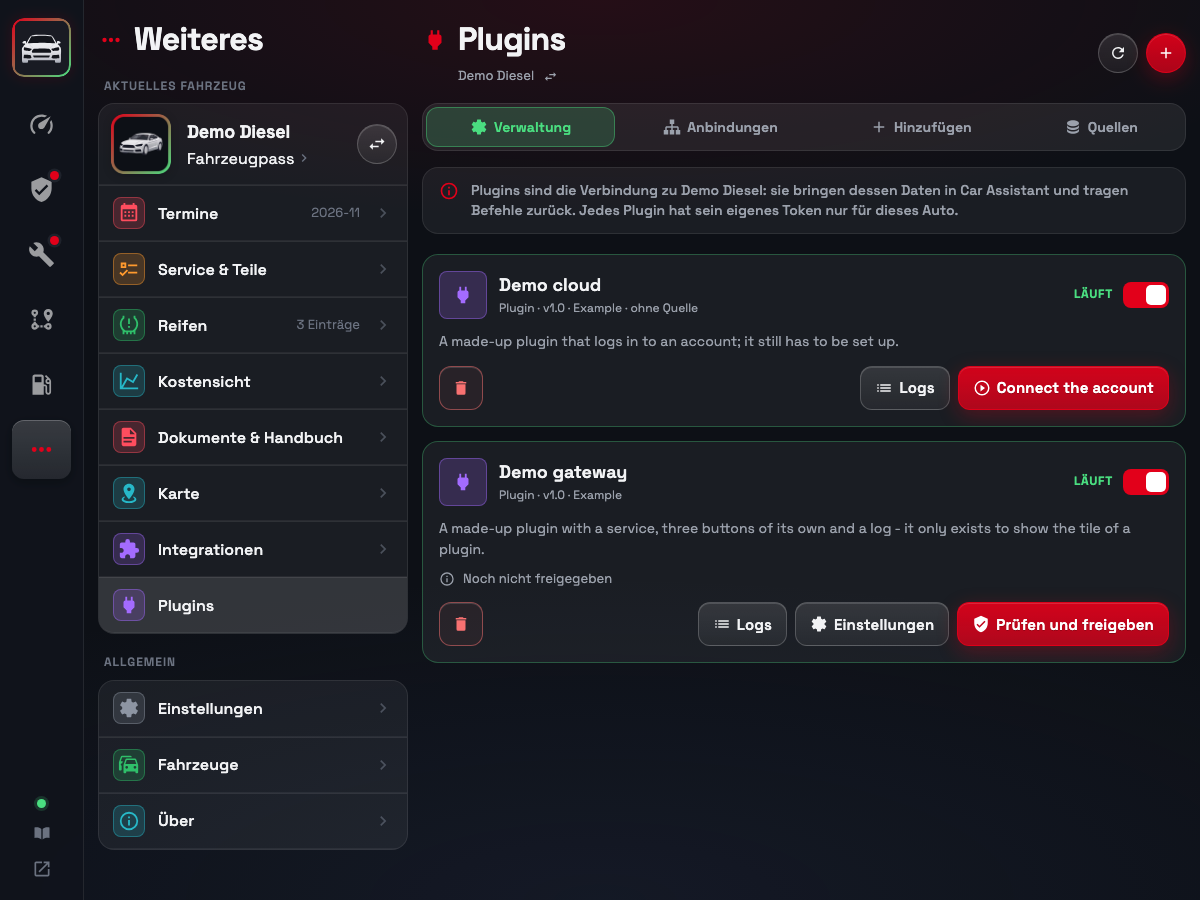 Weiteres
AKTUELLES FAHRZEUG
Demo Diesel
Fahrzeugpass
Termine 2026-11
Service & Teile
Reifen 3 Einträge
Kostensicht
Dokumente & Handbuch
Karte
Integrationen
Plugins
ALLGEMEIN
Einstellungen
Fahrzeuge
Über
Plugins
Demo Diesel
Verwaltung Anbindungen Hinzufügen Quellen
Plugins sind die Verbindung zu Demo Diesel: sie bringen dessen Daten in Car Assistant und tragen
Befehle zurück. Jedes Plugin hat sein eigenes Token nur für dieses Auto.
Demo cloud
Plugin · v1.0 · Example · ohne Quelle
LÄUFT
A made-up plugin that logs in to an account; it still has to be set up.
Logs Connect the account
Demo gateway
Plugin · v1.0 · Example
LÄUFT
A made-up plugin with a service, three buttons of its own and a log - it only exists to show the tile of a
plugin.
Noch nicht freigegeben
Logs Einstellungen Prüfen und freigeben